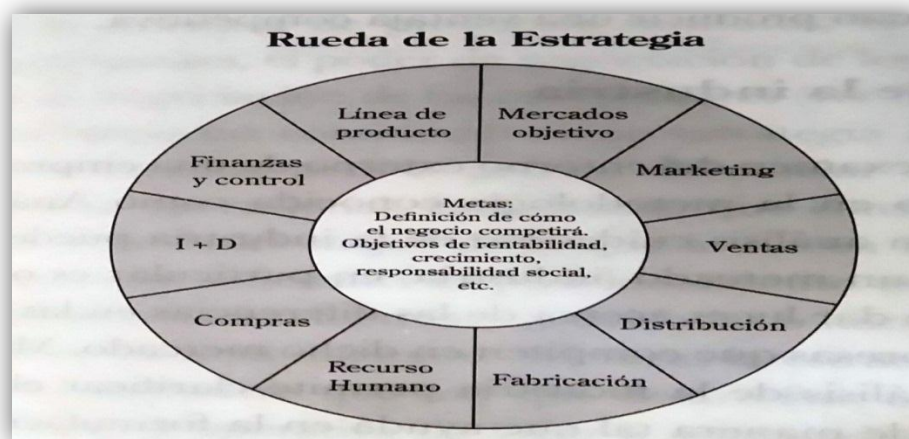 Rueda de la Estrategia
Línea de
producto
Mercados
objetivo
Marketing
Ventas
Distribución
Fabricación
Recurso
Humano
Compras
I + D
Finanzas
y control
Metas:
Definición de cómo
el negocio competirá.
Objetivos de rentabilidad,
crecimiento,
responsabilidad social,
etc.